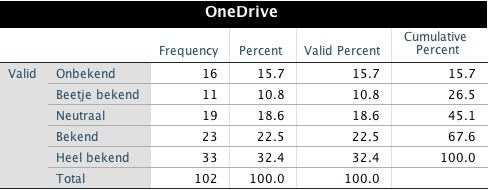 OneDrive
Frequency Percent Valid Percent Cumulative Percent
Valid Onbekend 16 15.7 15.7 15.7
Beetje bekend 11 10.8 10.8 26.5
Neutraal 19 18.6 18.6 45.1
Bekend 23 22.5 22.5 67.6
Heel bekend 33 32.4 32.4 100.0
Total 102 100.0 100.0